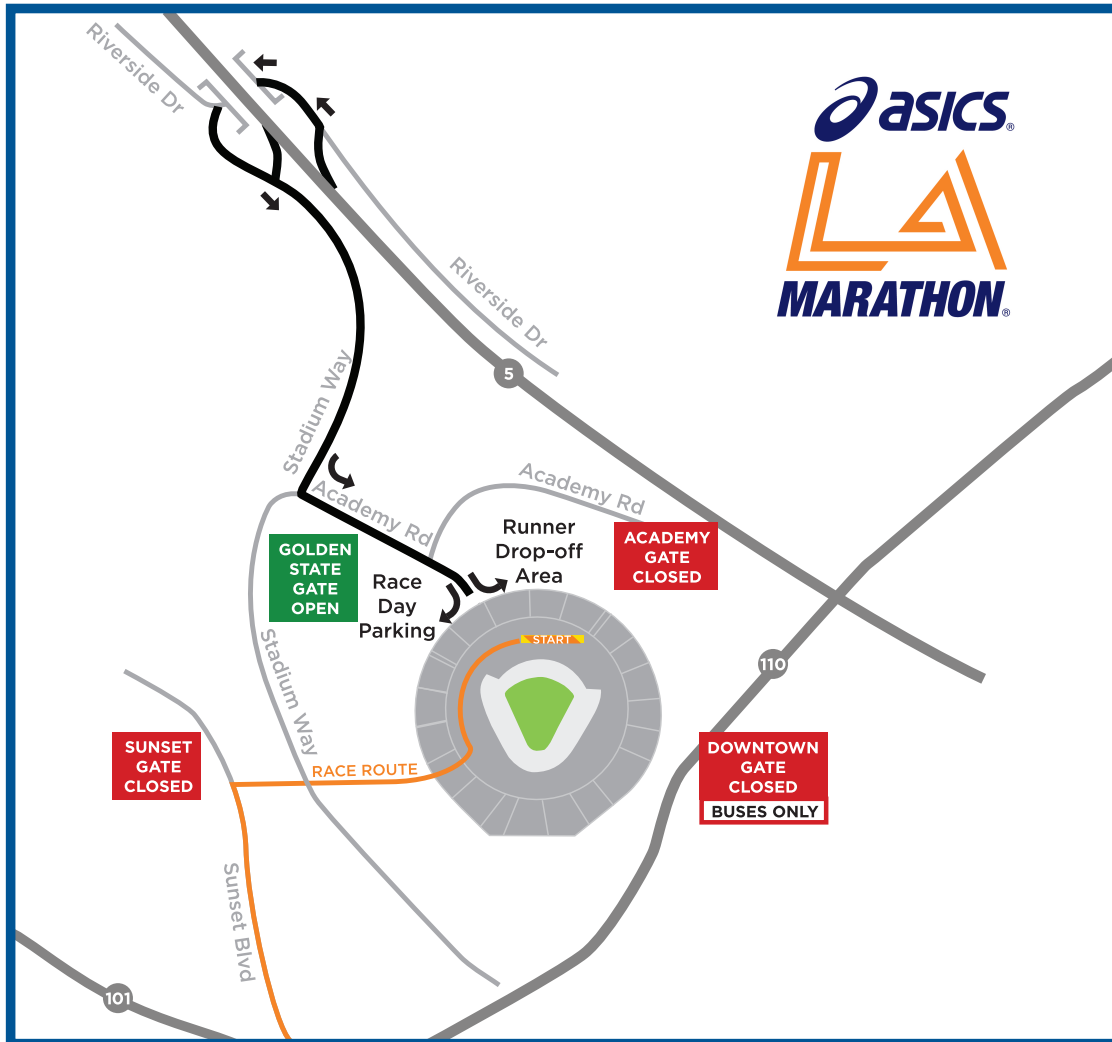 Riverside Dr
asics®
LA
MARATHON®
Riverside Dr
5
Stadium Way
Academy Rd
Academy Rd
Runner
Drop-off
Area
ACADEMY
GATE
CLOSED
GOLDEN
STATE
GATE
OPEN
Race
Day
Parking
START
Stadium Way
110
SUNSET
GATE
CLOSED
RACE ROUTE
DOWNTOWN
GATE
CLOSED
BUSES ONLY
Sunset Blvd
101